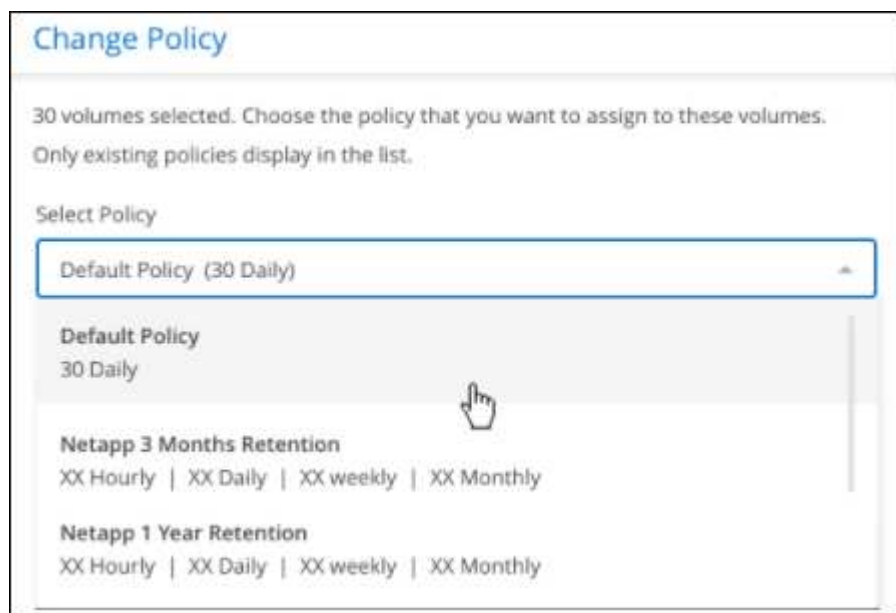 Change Policy
30 volumes selected. Choose the policy that you want to assign to these volumes.
Only existing policies display in the list.
Select Policy
Default Policy (30 Daily)
Default Policy
30 Daily
Netapp 3 Months Retention
XX Hourly | XX Daily | XX weekly | XX Monthly
Netapp 1 Year Retention
XX Hourly | XX Daily | XX weekly | XX Monthly